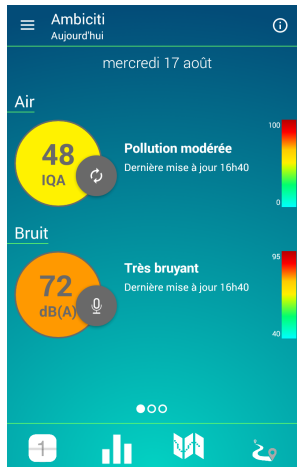 Ambiciti
Aujourd'hui
mercredi 17 août
Air
48
IQA
Pollution modérée
Dernière mise à jour 16h40
100
0
Bruit
72
dB(A)
Très bruyant
Dernière mise à jour 16h40
95
40
1